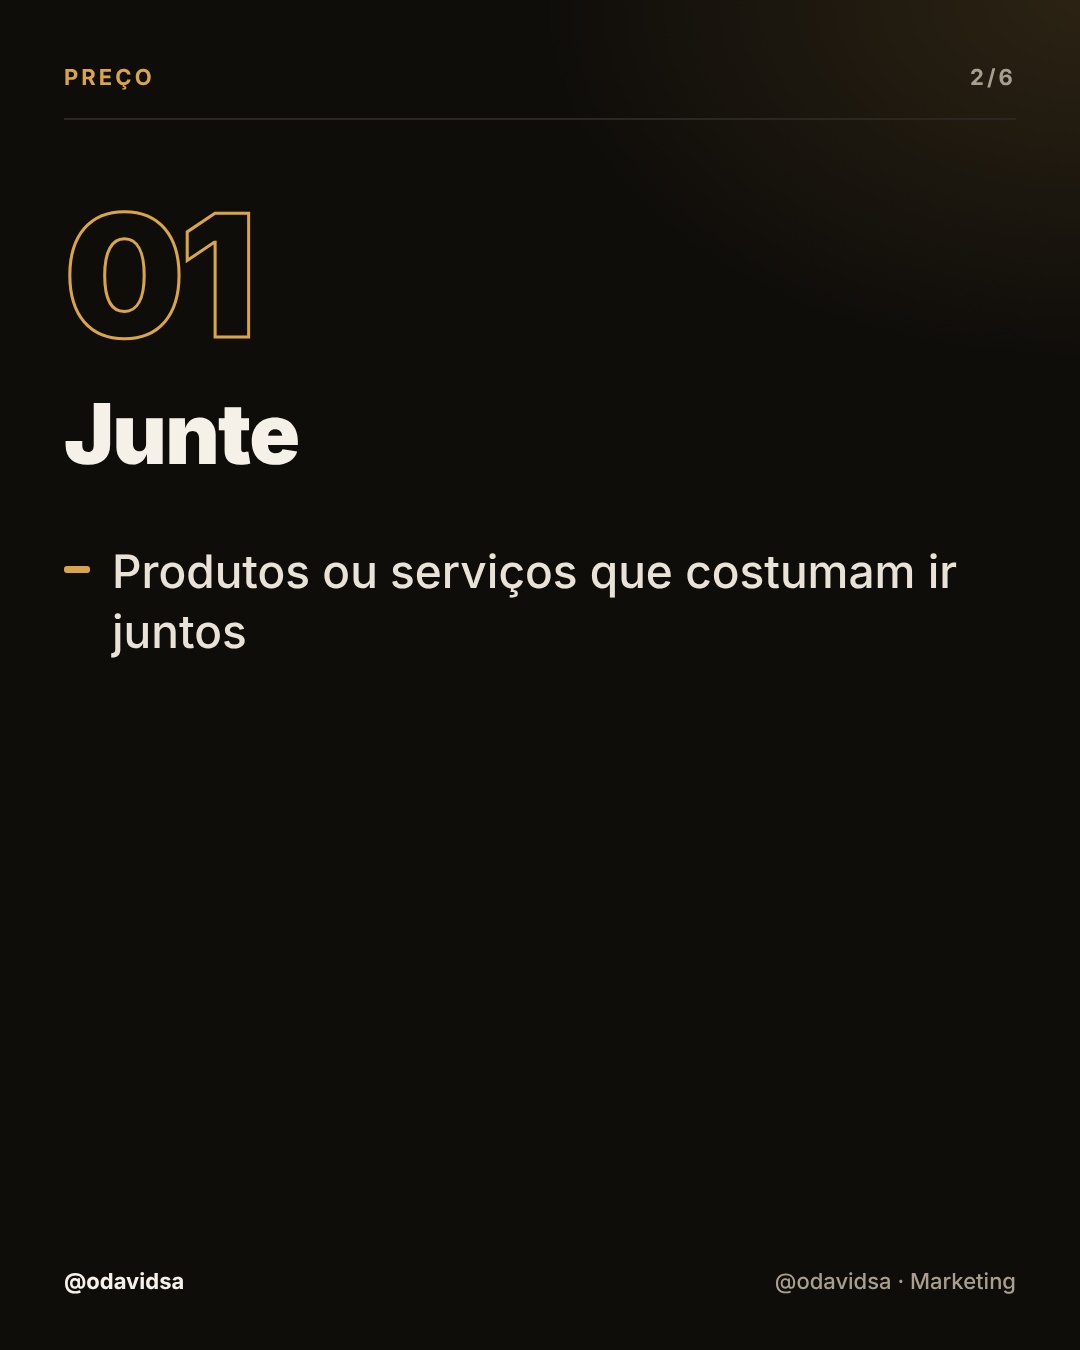 PREÇO
2/6
01
Junte
Produtos ou serviços que costumam ir
juntos
@odavidsa
@odavidsa · Marketing